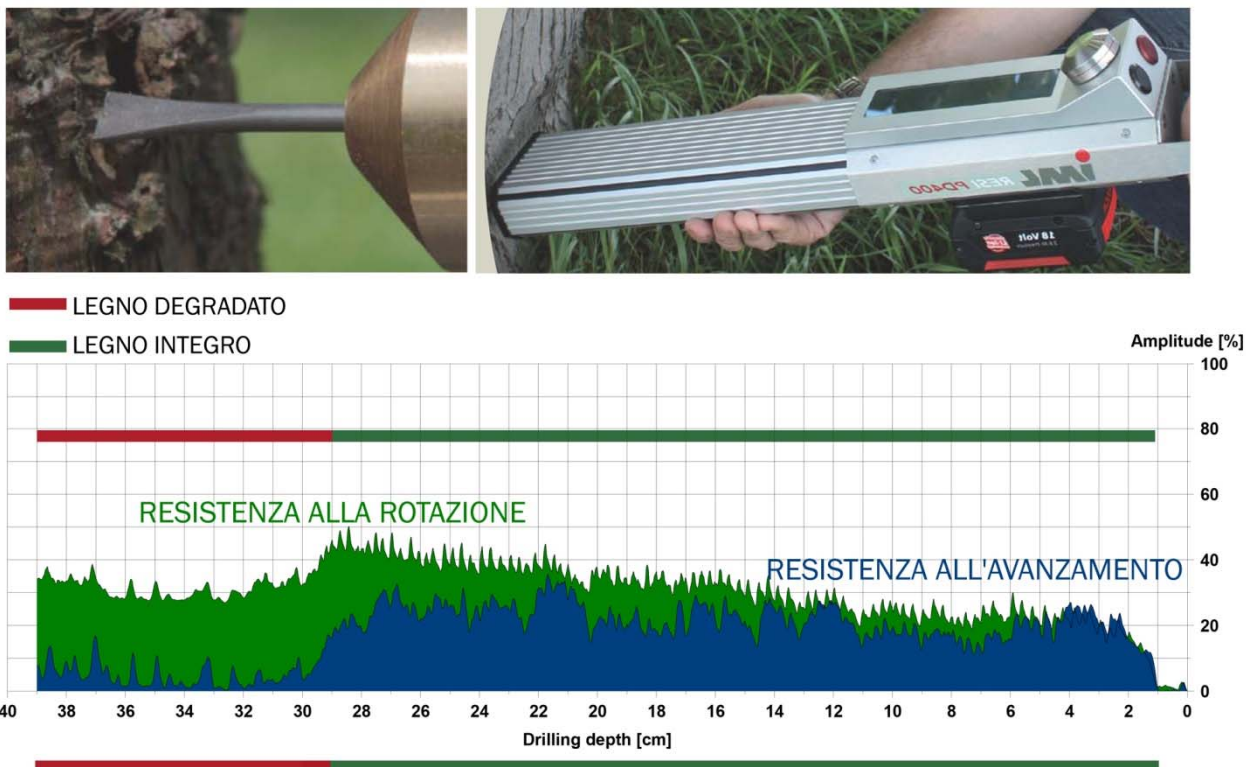 iML RESI PD400
18 Volt
LEGNO DEGRADATO
LEGNO INTEGRO
Amplitude [%]
100
80
RESISTENZA ALLA ROTAZIONE
60
RESISTENZA ALL'AVANZAMENTO
40
20
0
40 38 36 34 32 30 28 26 24 22 20 18 16 14 12 10 8 6 4 2 0
Drilling depth [cm]